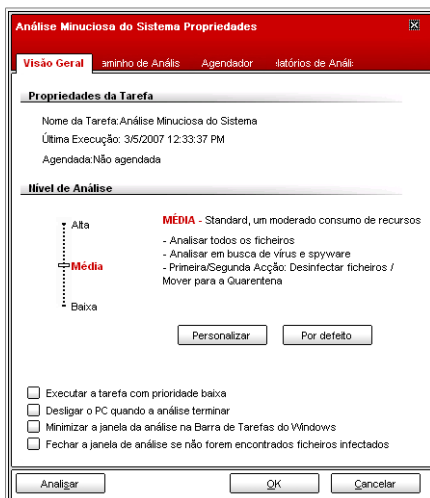 Análise Minuciosa do Sistema Propriedades
Visão Geral aminho de Anális Agendador latórios de Análi
Propriedades da Tarefa
Nome da Tarefa:Análise Minuciosa do Sistema
Última Execução: 3/5/2007 12:33:37 PM
Agendada:Não agendada
Nível de Análise
Alta
Média
Baixa
MÉDIA - Standard, um moderado consumo de recursos
- Analisar todos os ficheiros
- Analisar em busca de vírus e spyware
- Primeira/Segunda Acção: Desinfectar ficheiros /
Mover para a Quarentena
Personalizar Por defeito
Executar a tarefa com prioridade baixa
Desligar o PC quando a análise terminar
Minimizar a janela da análise na Barra de Tarefas do Windows
Fechar a janela de análise se não forem encontrados ficheiros infectados
Analisar OK Cancelar